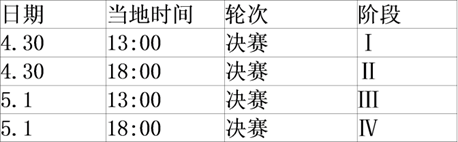 日期 当地时间 轮次 阶段
4.30 13:00 决赛 Ⅰ
4.30 18:00 决赛 Ⅱ
5.1 13:00 决赛 Ⅲ
5.1 18:00 决赛 Ⅳ